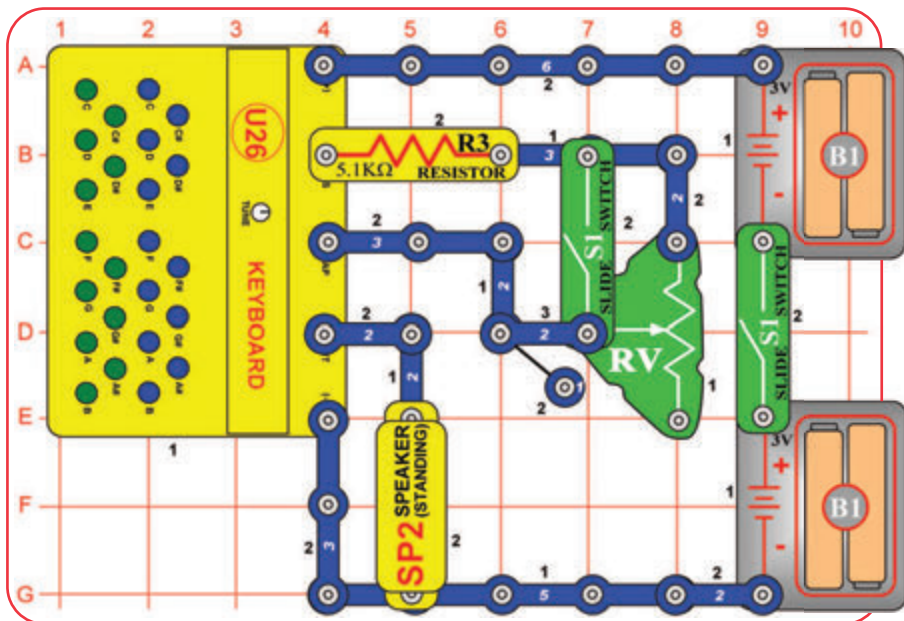 1 2 3 4 5 6 7 8 9 10
A
6
2
3V
+
1
B1
-
C
C
C#
C#
D
D
D#
D#
E
E
U26
TUNE
KEYBOARD
B
2
R3
5.1KΩ
RESISTOR
1
3
2
2
2
S1
SLIDE SWITCH
C
2
3
1
2
F
F
F#
F#
G
G
G#
G#
A
A
A#
A#
B
B
D
2
2
3
2
1
2
1
2
RV
1
S1
SLIDE SWITCH
2
E
1
SP2
SPEAKER
(STANDING)
2
3V
+
1
B1
-
F
2
3
G
1
5
2
2